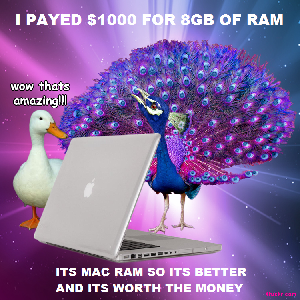 I PAYED $1000 FOR 8GB OF RAM
wow thats
amazing!!!
ITS MAC RAM SO ITS BETTER
AND ITS WORTH THE MONEY